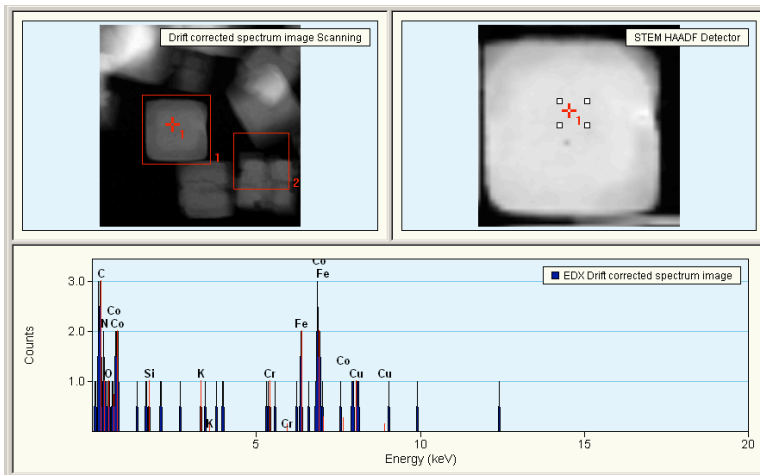 Drift corrected spectrum image Scanning
1
1
2
STEM HAADF Detector
1
EDX Drift corrected spectrum image
Counts
3.0
2.0
1.0
C
N
O
Co
Co
Si
K
K
Cr
Cr
Fe
Co
Fe
Co
Cu
Cu
5
10
15
20
Energy (keV)